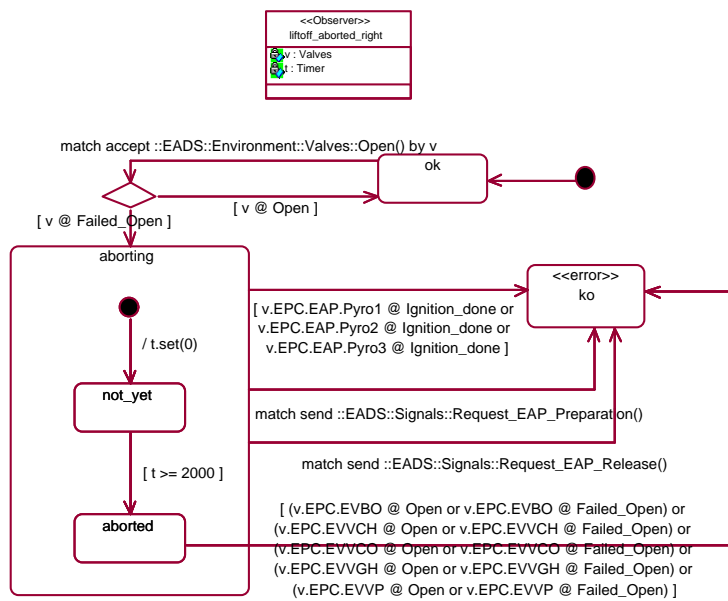 <<Observer>>
liftoff_aborted_right
v : Valves
t : Timer
match accept ::EADS::Environment::Valves::Open() by v
ok
[ v @ Open ]
[ v @ Failed_Open ]
aborting
<<error>>
ko
[ v.EPC.EAP.Pyro1 @ Ignition_done or
v.EPC.EAP.Pyro2 @ Ignition_done or
v.EPC.EAP.Pyro3 @ Ignition_done ]
/ t.set(0)
not_yet
match send ::EADS::Signals::Request_EAP_Preparation()
match send ::EADS::Signals::Request_EAP_Release()
[ t >= 2000 ]
aborted
[ (v.EPC.EVBO @ Open or v.EPC.EVBO @ Failed_Open) or
(v.EPC.EVVCH @ Open or v.EPC.EVVCH @ Failed_Open) or
(v.EPC.EVVCO @ Open or v.EPC.EVVCO @ Failed_Open) or
(v.EPC.EVVGH @ Open or v.EPC.EVVGH @ Failed_Open) or
(v.EPC.EVVP @ Open or v.EPC.EVVP @ Failed_Open) ]